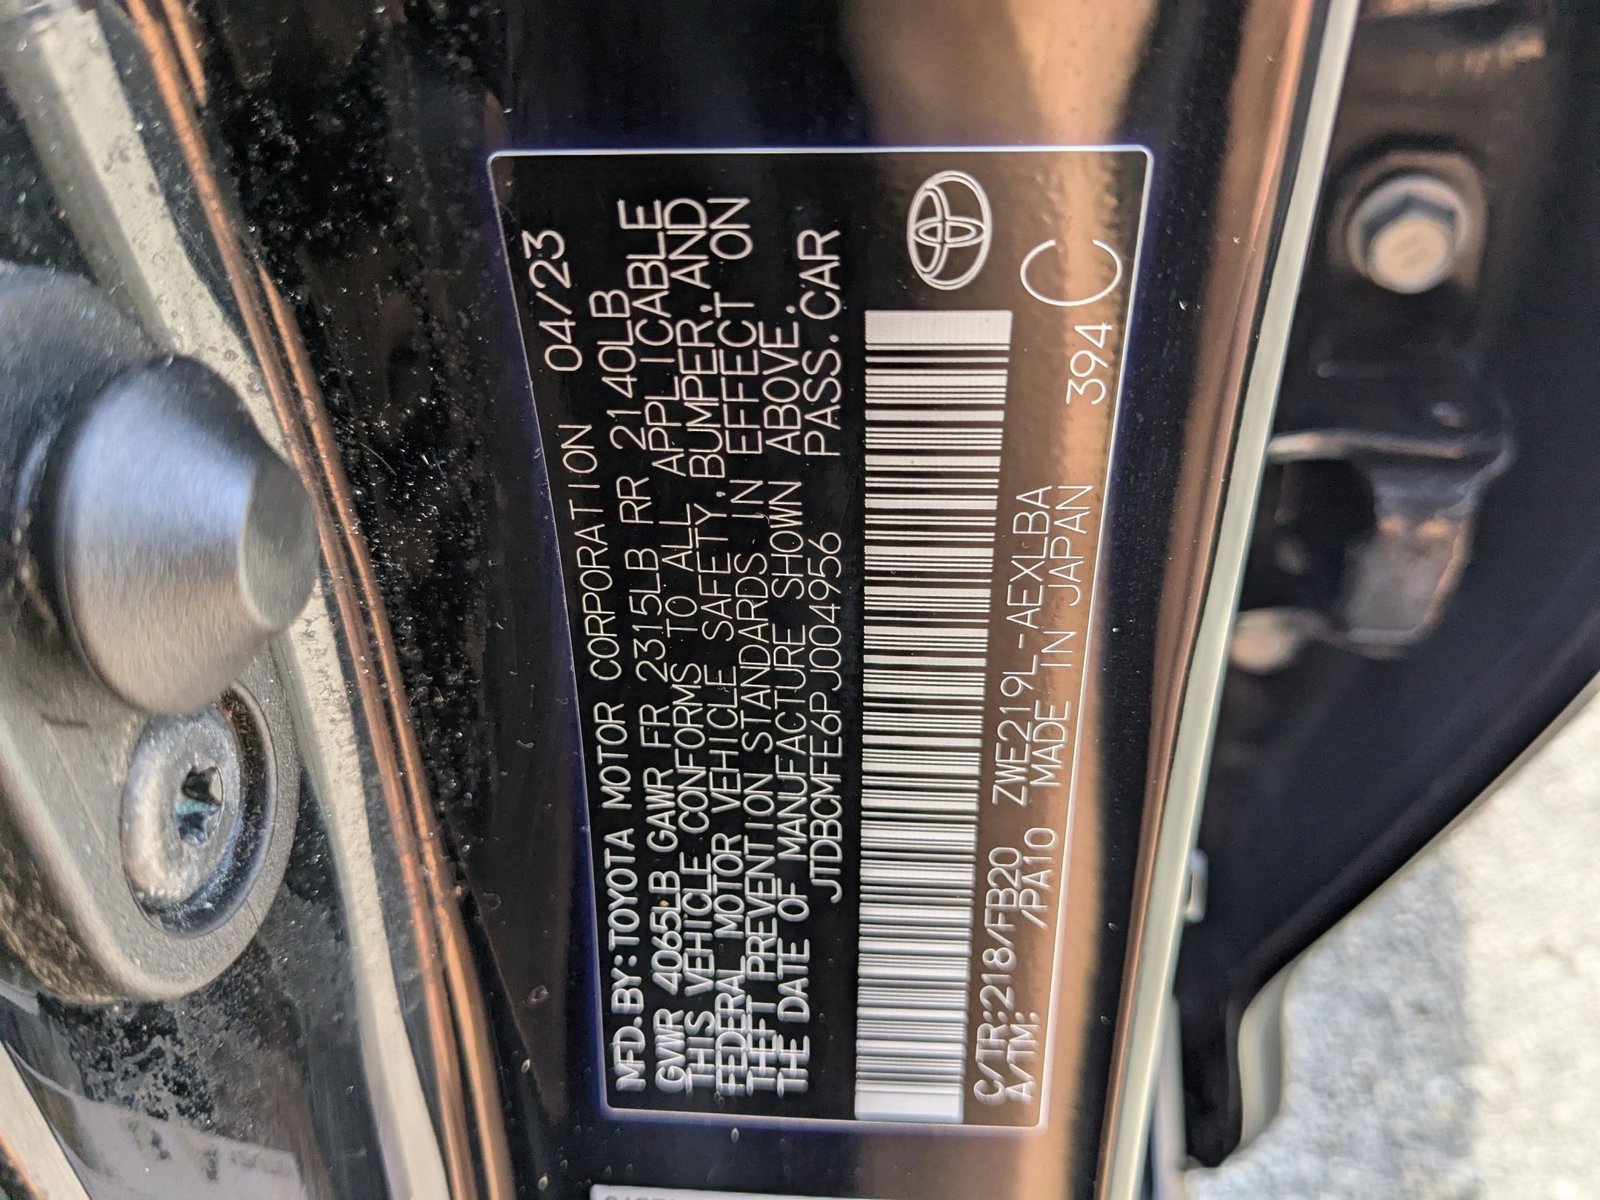 MFD.BY:TOYOTA MOTOR CORPORATION 04/23
GVWR 4065LB GAWR FR 2315LB RR 2140LB
THIS VEHICLE CONFORMS TO ALL APPLICABLE
FEDERAL MOTOR VEHICLE SAFETY, BUMPER, AND
THEFT PREVENTION STANDARDS IN EFFECT ON
THE DATE OF MANUFACTURE SHOWN ABOVE.
JTDBCMFE6PJ004956 PASS.CAR
C/TR:218/FB20 ZWE219L-AEXLBA
A/TM: /PA10 MADE IN JAPAN 394 C